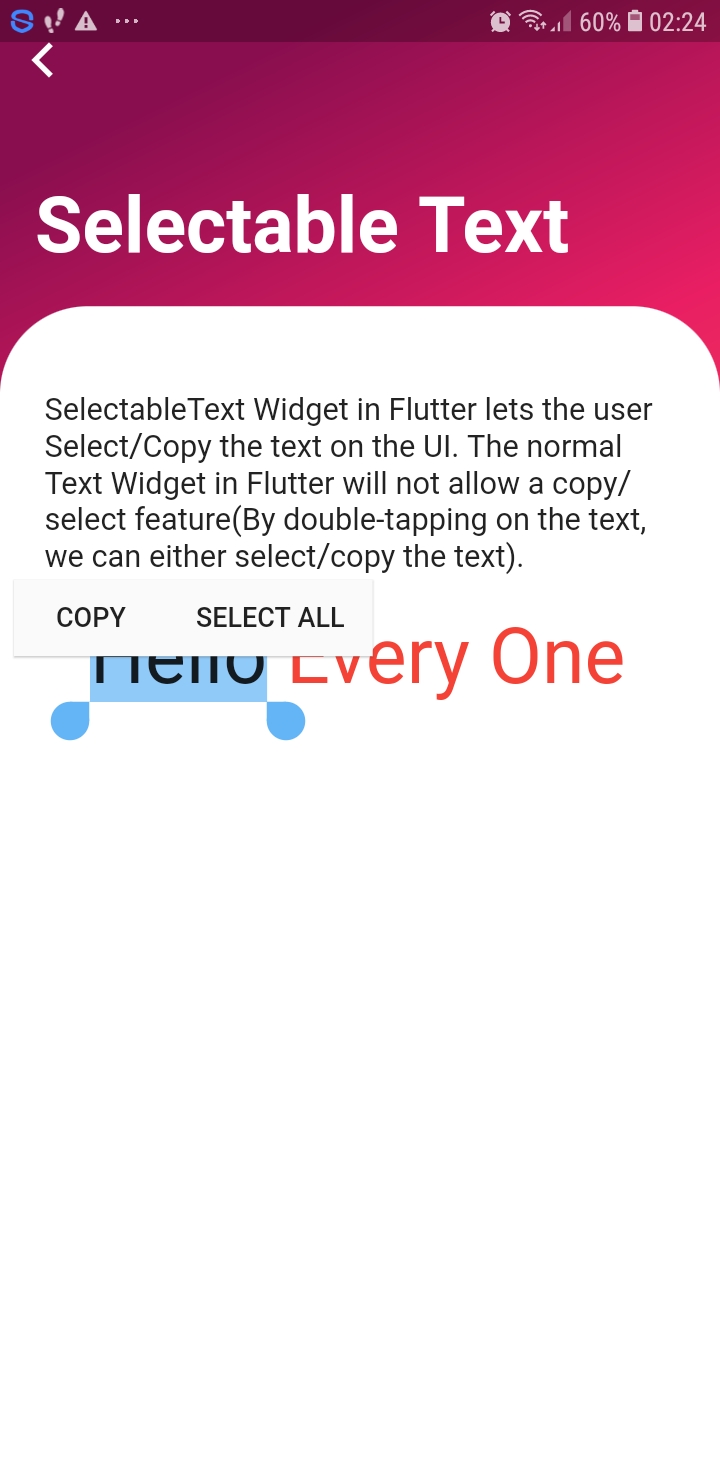 60% 02:24
Selectable Text
SelectableText Widget in Flutter lets the user
Select/Copy the text on the UI. The normal
Text Widget in Flutter will not allow a copy/
select feature(By double-tapping on the text,
we can either select/copy the text).
COPY SELECT ALL
Hello Every One